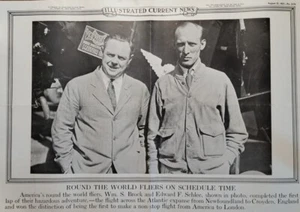 ILLUSTRATED CURRENT NEWS
ROUND THE WORLD FLIERS ON SCHEDULE TIME
America's round the world fliers, Wm. S. Brock and Edward F. Schlee, shown in photo, completed the first
lap of their hazardous adventure,—the flight across the Atlantic expanse from Newfoundland to Croydon, England
and won the distinction of being the first to make a non-stop flight from America to London.